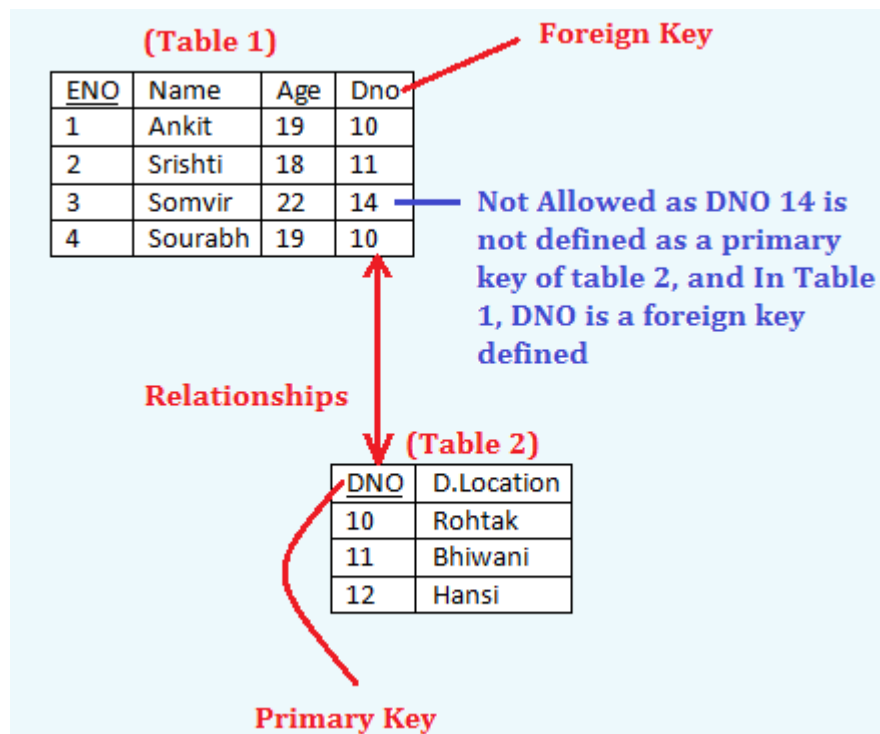 (Table 1)
Foreign Key
ENO Name Age Dno
1 Ankit 19 10
2 Srishti 18 11
3 Somvir 22 14
4 Sourabh 19 10
Not Allowed as DNO 14 is
not defined as a primary
key of table 2, and In Table
1, DNO is a foreign key
defined
Relationships
(Table 2)
DNO D.Location
10 Rohtak
11 Bhiwani
12 Hansi
Primary Key